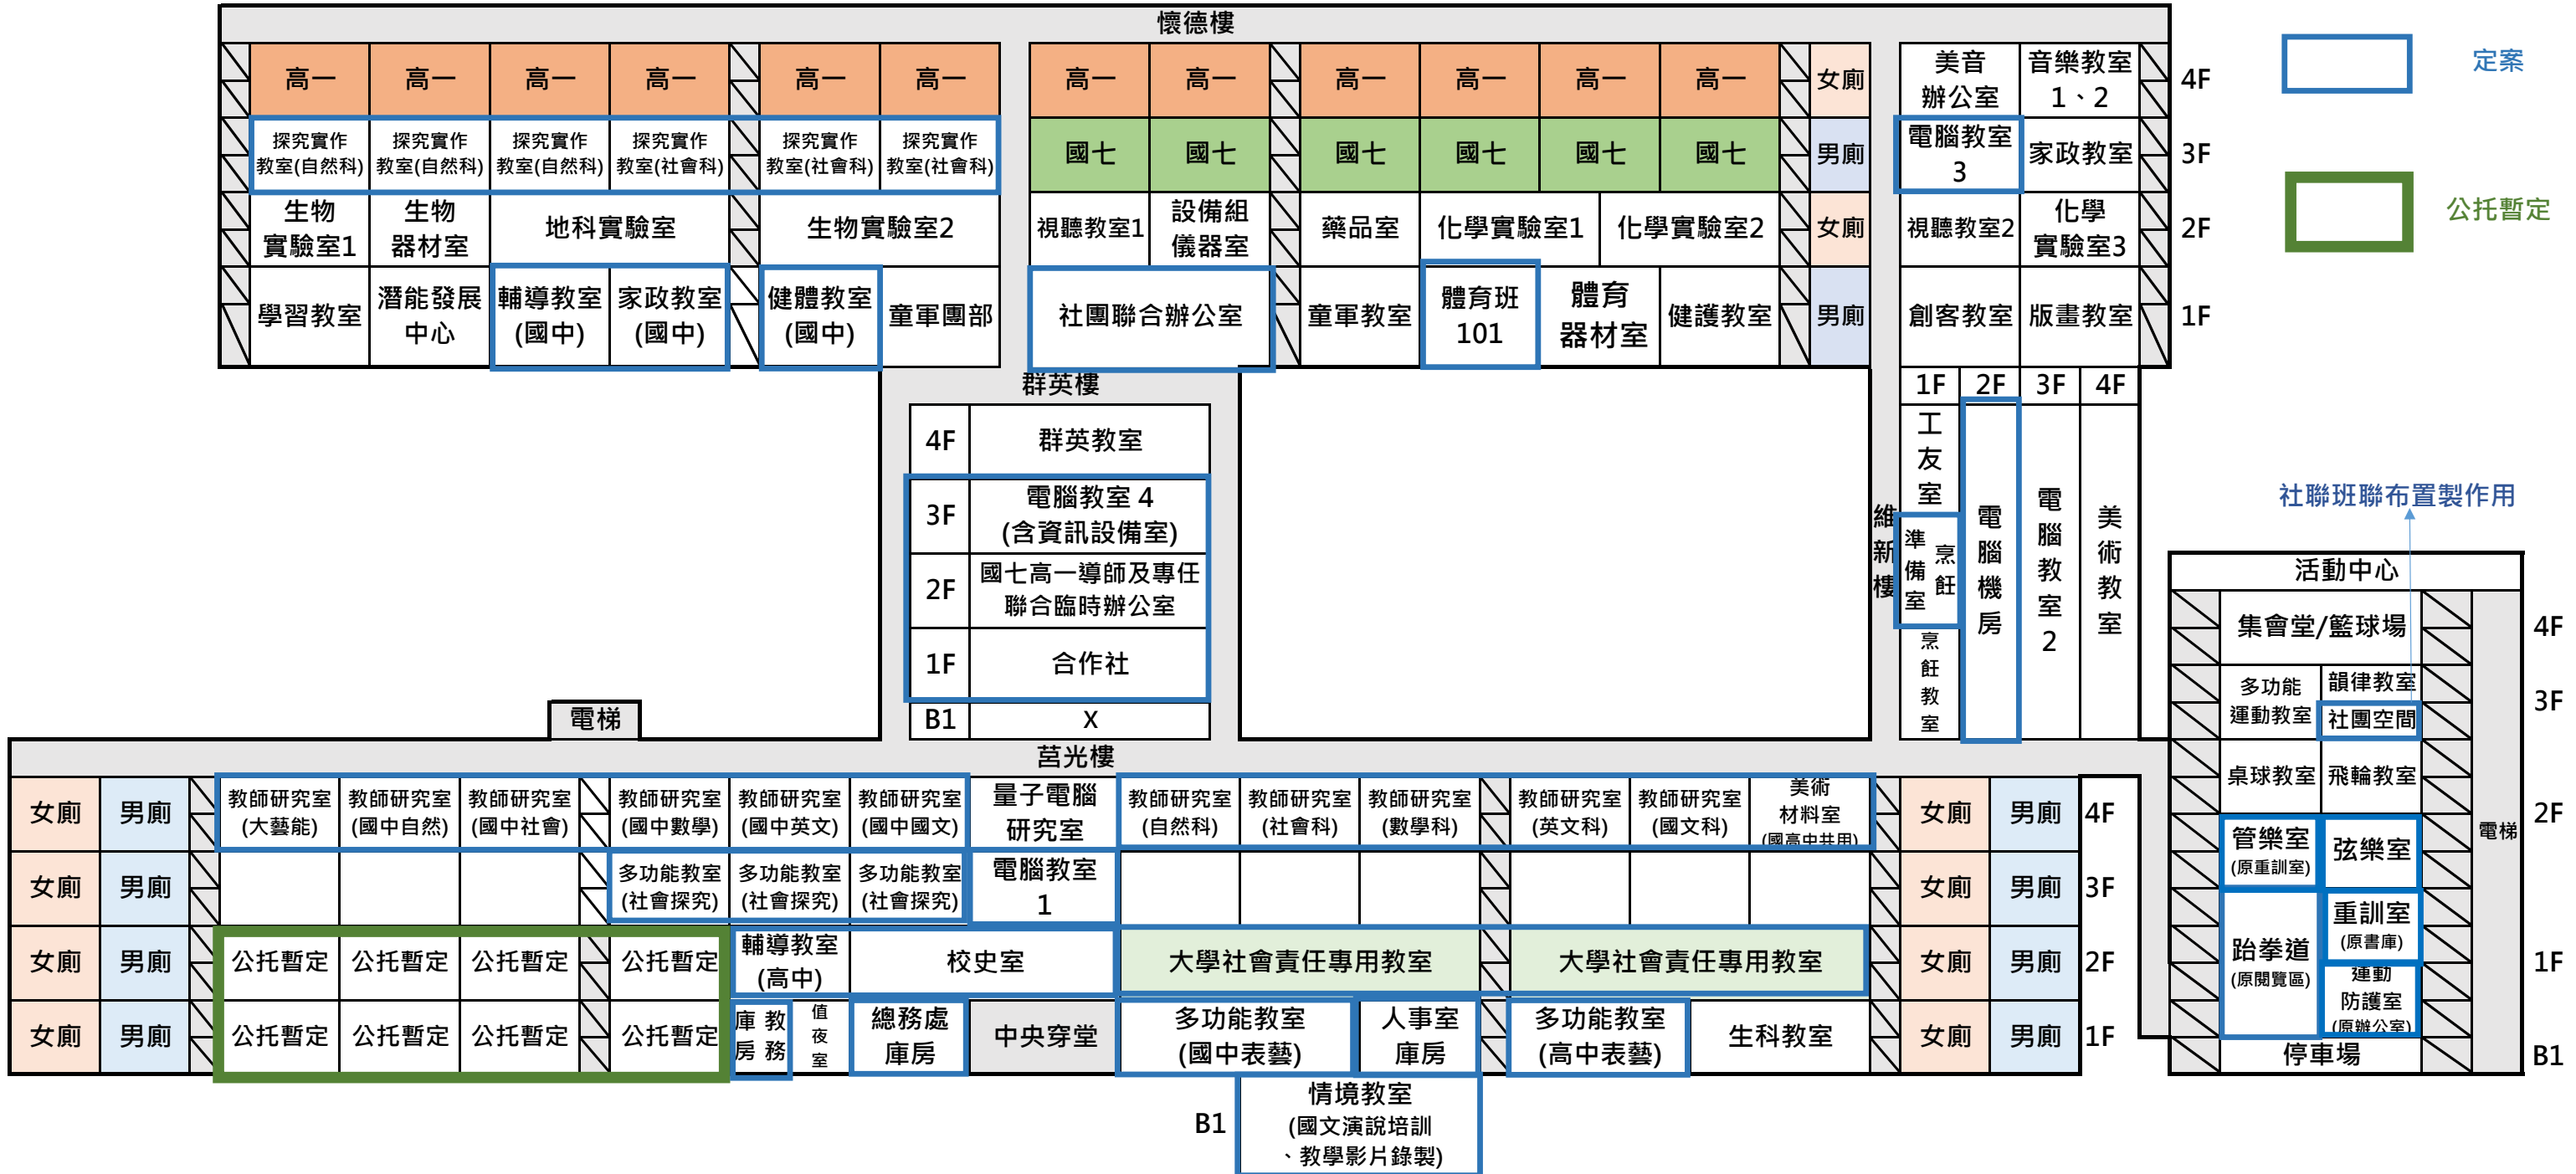 懷德樓
高一
高一
高一
高一
高一
高一
高一
高一
高一
高一
高一
高一
女廁
美音
辦公室
音樂教室
1、2
4F
定案
探究實作
教室(自然科)
探究實作
教室(自然科)
探究實作
教室(自然科)
探究實作
教室(社會科)
探究實作
教室(社會科)
探究實作
教室(社會科)
國七
國七
國七
國七
國七
國七
男廁
電腦教室
3
家政教室
3F
公托暫定
生物
實驗室1
生物
器材室
地科實驗室
生物實驗室2
視聽教室1
設備組
儀器室
藥品室
化學實驗室1
化學實驗室2
女廁
視聽教室2
化學
實驗室3
2F
學習教室
潛能發展
中心
輔導教室
(國中)
家政教室
(國中)
健體教室
(國中)
童軍團部
社團聯合辦公室
童軍教室
體育班
101
體育
器材室
健護教室
男廁
創客教室
版畫教室
1F
群英樓
4F
群英教室
3F
電腦教室 4
(含資訊設備室)
2F
國七高一導師及專任
聯合臨時辦公室
1F
合作社
B1
X
維新樓
1F
2F
3F
4F
工友室
烹飪
準備室
烹飪教室
電腦機房
電腦教室2
美術教室
社聯班聯布置製作用
活動中心
集會堂/籃球場
4F
多功能
運動教室
韻律教室
社團空間
3F
桌球教室
飛輪教室
2F
管樂室
(原重訓室)
弦樂室
電梯
跆拳道
(原閱覽區)
重訓室
(原書庫)
1F
運動
防護室
(原辦公室)
停車場
B1
電梯
莒光樓
女廁
男廁
教師研究室
(大藝能)
教師研究室
(國中自然)
教師研究室
(國中社會)
教師研究室
(國中數學)
教師研究室
(國中英文)
教師研究室
(國中國文)
量子電腦
研究室
教師研究室
(自然科)
教師研究室
(社會科)
教師研究室
(數學科)
教師研究室
(英文科)
教師研究室
(國文科)
美術
材料室
(國高中共用)
女廁
男廁
4F
女廁
男廁
多功能教室
(社會探究)
多功能教室
(社會探究)
多功能教室
(社會探究)
電腦教室
1
女廁
男廁
3F
女廁
男廁
公托暫定
公托暫定
公托暫定
公托暫定
輔導教室
(高中)
校史室
大學社會責任專用教室
大學社會責任專用教室
女廁
男廁
2F
女廁
男廁
公托暫定
公托暫定
公托暫定
公托暫定
教務
庫房
值夜室
總務處
庫房
中央穿堂
多功能教室
(國中表藝)
人事室
庫房
多功能教室
(高中表藝)
生科教室
女廁
男廁
1F
B1
情境教室
(國文演說培訓
、教學影片錄製)